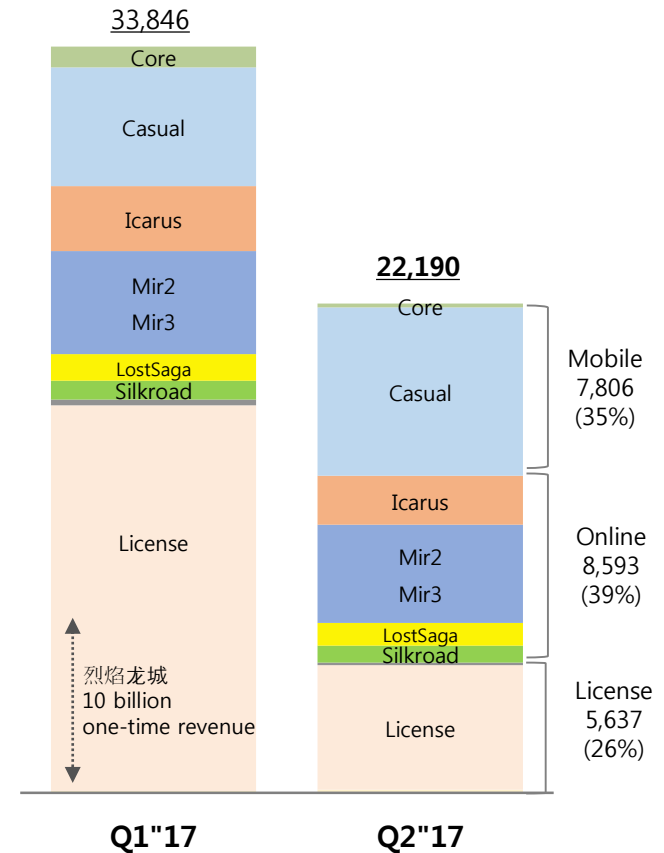 33,846
Core
Casual
Icarus
Mir2
Mir3
LostSaga
Silkroad
License
烈焰龙城
10 billion
one-time revenue
Q1"17
22,190
Core
Casual
Icarus
Mir2
Mir3
LostSaga
Silkroad
License
Q2"17
Mobile
7,806
(35%)
Online
8,593
(39%)
License
5,637
(26%)